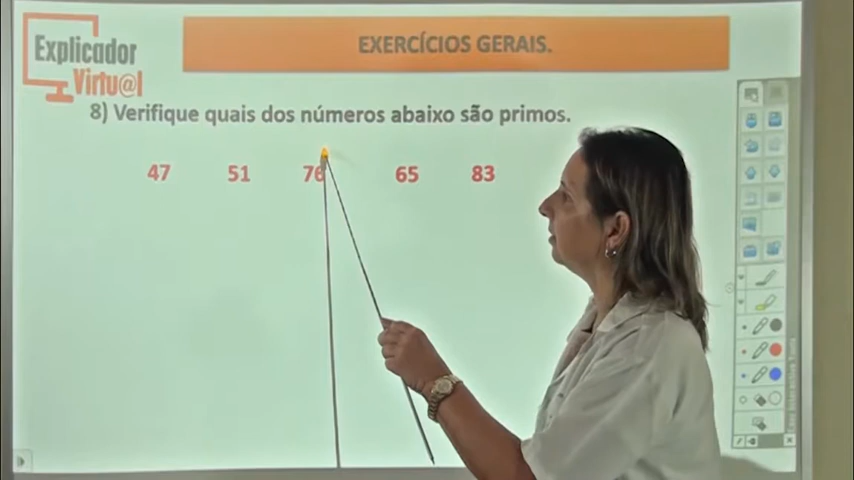 Explicador
Virtu@l
EXERCÍCIOS GERAIS.
8) Verifique quais dos números abaixo são primos.
47 51 76 65 83